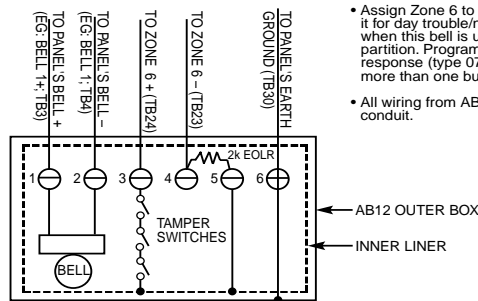 TO PANEL'S BELL +
(EG: BELL 1+; TB3)
TO PANEL'S BELL –
(EG: BELL 1; TB4)
TO ZONE 6 + (TB24)
TO ZONE 6 – (TB23)
TO PANEL'S EARTH
GROUND (TB30)
• Assign Zone 6 to
it for day trouble/
when this bell is
partition. Program
response (type 07
more than one
• All wiring from
conduit.
2k EOLR
1
2
3
4
5
6
TAMPER
SWITCHES
BELL
AB12 OUTER BOX
INNER LINER